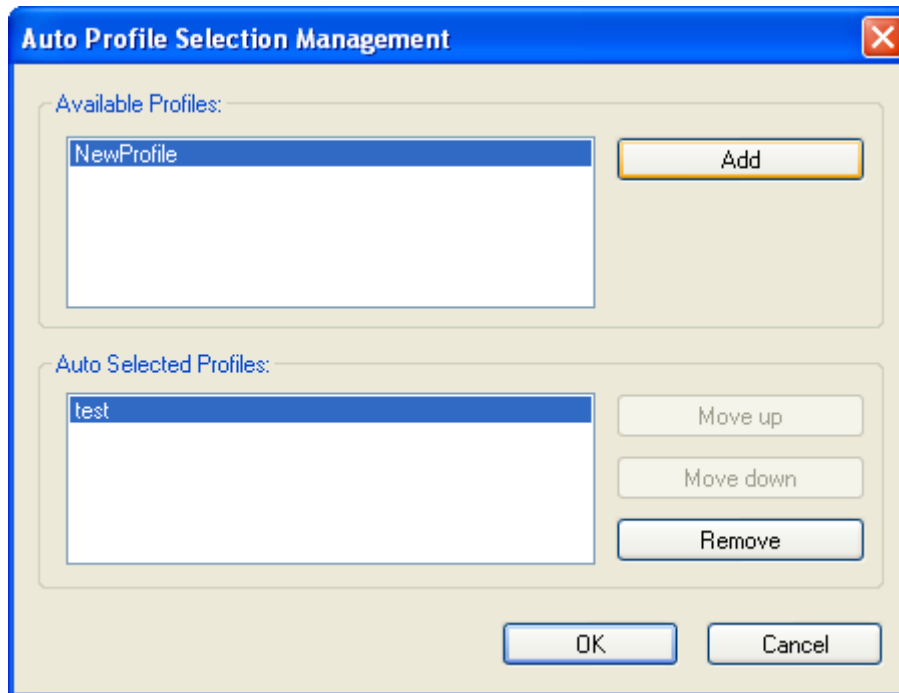 Auto Profile Selection Management
Available Profiles:
NewProfile
Add
Auto Selected Profiles:
test
Move up
Move down
Remove
OK
Cancel